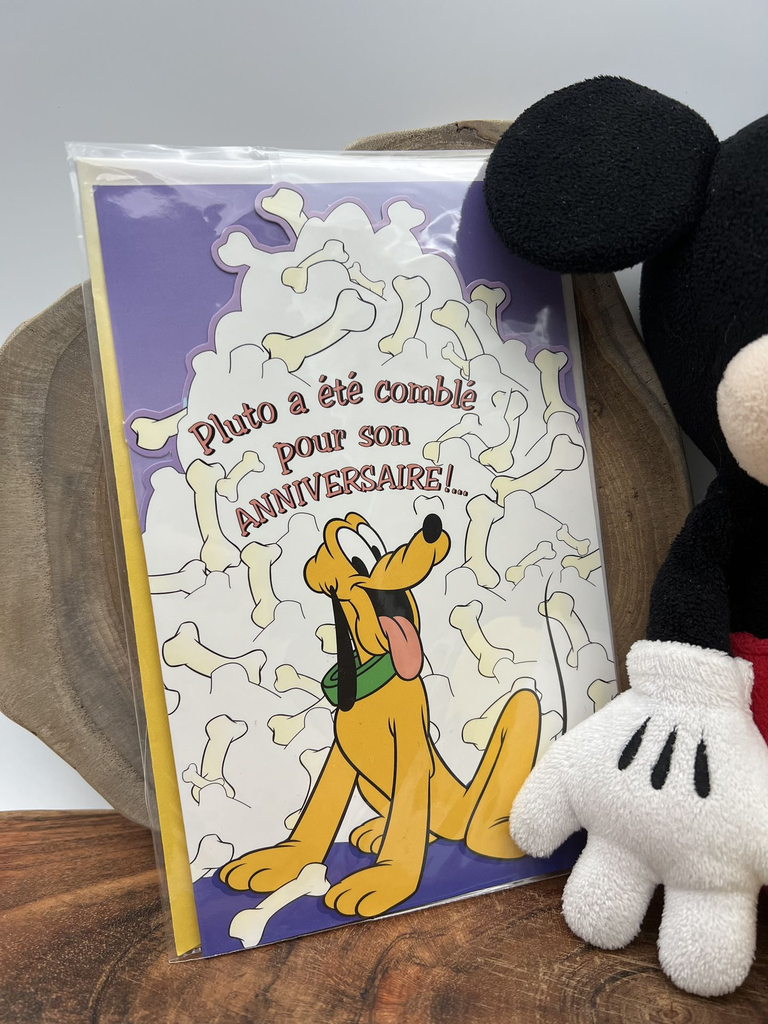 Pluto a été comblé
pour son
ANNIVERSAIRE!...